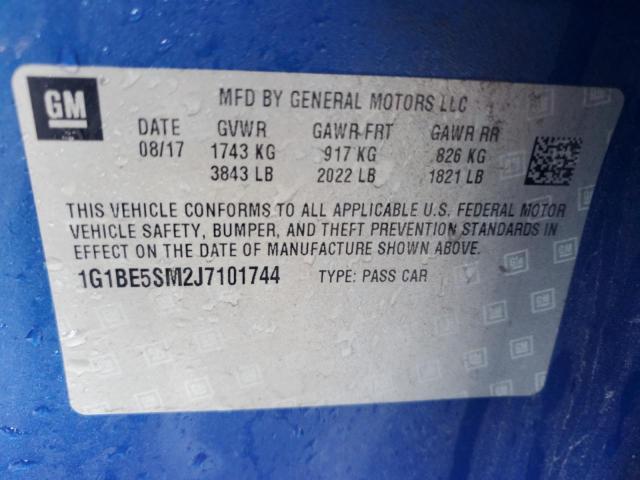 GM
MFD BY GENERAL MOTORS LLC
DATE GVWR GAWR FRT GAWR RR
08/17 1743 KG 917 KG 826 KG
3843 LB 2022 LB 1821 LB
THIS VEHICLE CONFORMS TO ALL APPLICABLE U.S. FEDERAL MOTOR
VEHICLE SAFETY, BUMPER, AND THEFT PREVENTION STANDARDS IN
EFFECT ON THE DATE OF MANUFACTURE SHOWN ABOVE.
1G1BE5SM2J7101744 TYPE: PASS CAR